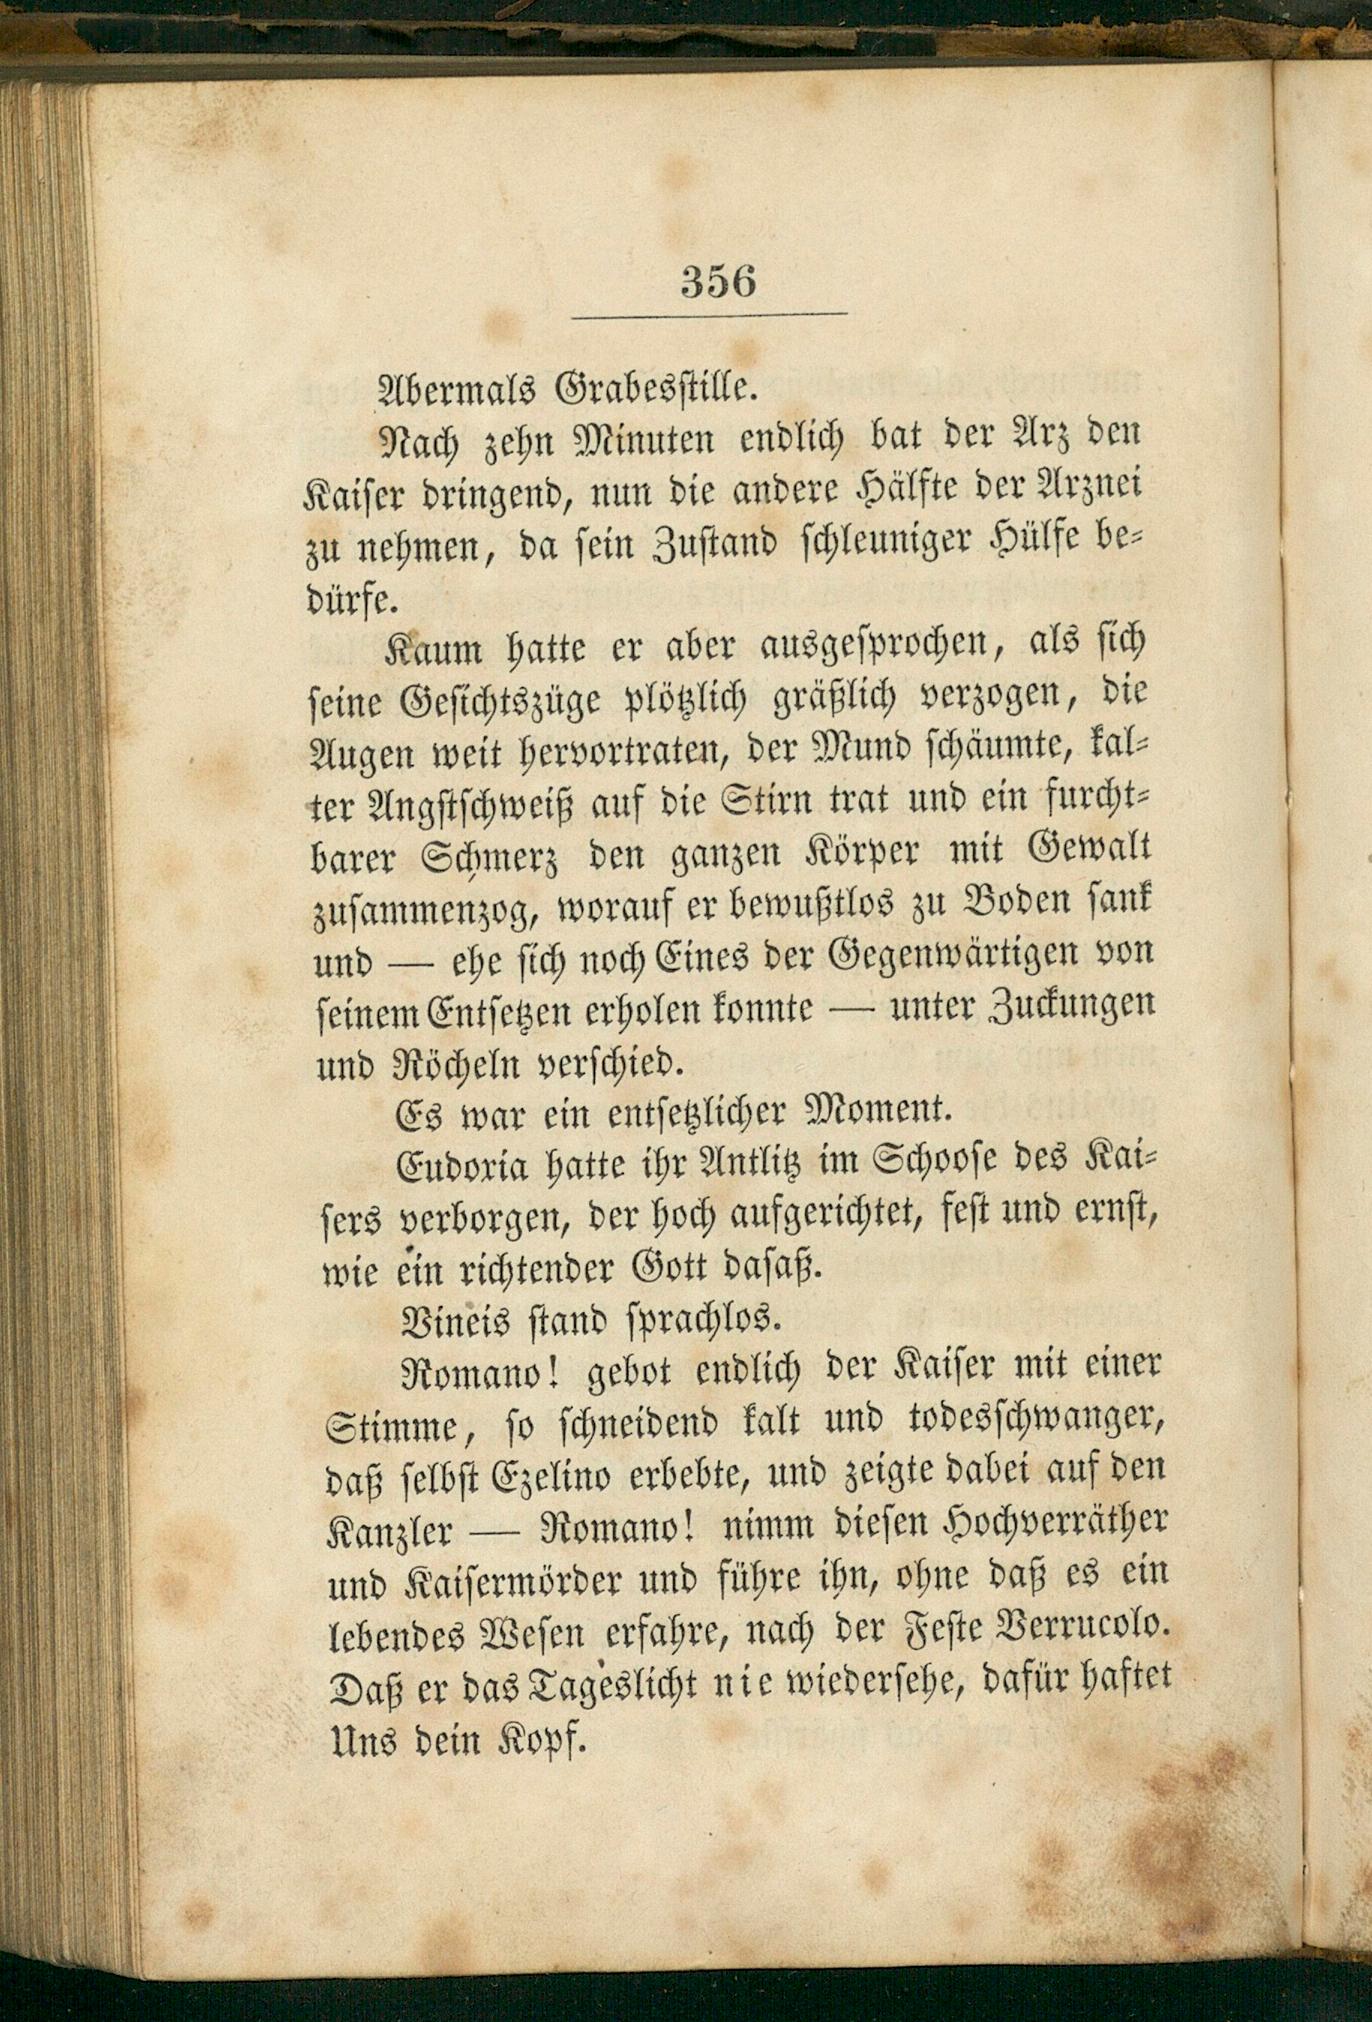 356
Abermals Grabesstille.
Nach zehn Minuten endlich bat der Arz den
Kaiser dringend, nun die andere Hälfte der Arznei
zu nehmen, da sein Zustand schleuniger Hülfe be-
dürfe.
Kaum hatte er aber ausgesprochen, als sich
seine Gesichtszüge plötzlich gräßlich verzogen, die
Augen weit hervortraten, der Mund schäumte, kal-
ter Angstschweiß auf die Stirn trat und ein furcht-
barer Schmerz den ganzen Körper mit Gewalt
zusammenzog, worauf er bewußtlos zu Boden sank
und — ehe sich noch Eines der Gegenwärtigen von
seinem Entsetzen erholen konnte — unter Zuckungen
und Röcheln verschied.
Es war ein entsetzlicher Moment.
Eudoxia hatte ihr Antlitz im Schoose des Kai-
sers verborgen, der hoch aufgerichtet, fest und ernst,
wie ein richtender Gott dasaß.
Vineis stand sprachlos.
Romano! gebot endlich der Kaiser mit einer
Stimme, so schneidend kalt und todesschwanger,
daß selbst Ezelino erbebte, und zeigte dabei auf den
Kanzler — Romano! nimm diesen Hochverräther
und Kaisermörder und führe ihn, ohne daß es ein
lebendes Wesen erfahre, nach der Feste Verrucolo.
Daß er das Tageslicht nie wiedersehe, dafür haftet
Uns dein Kopf.